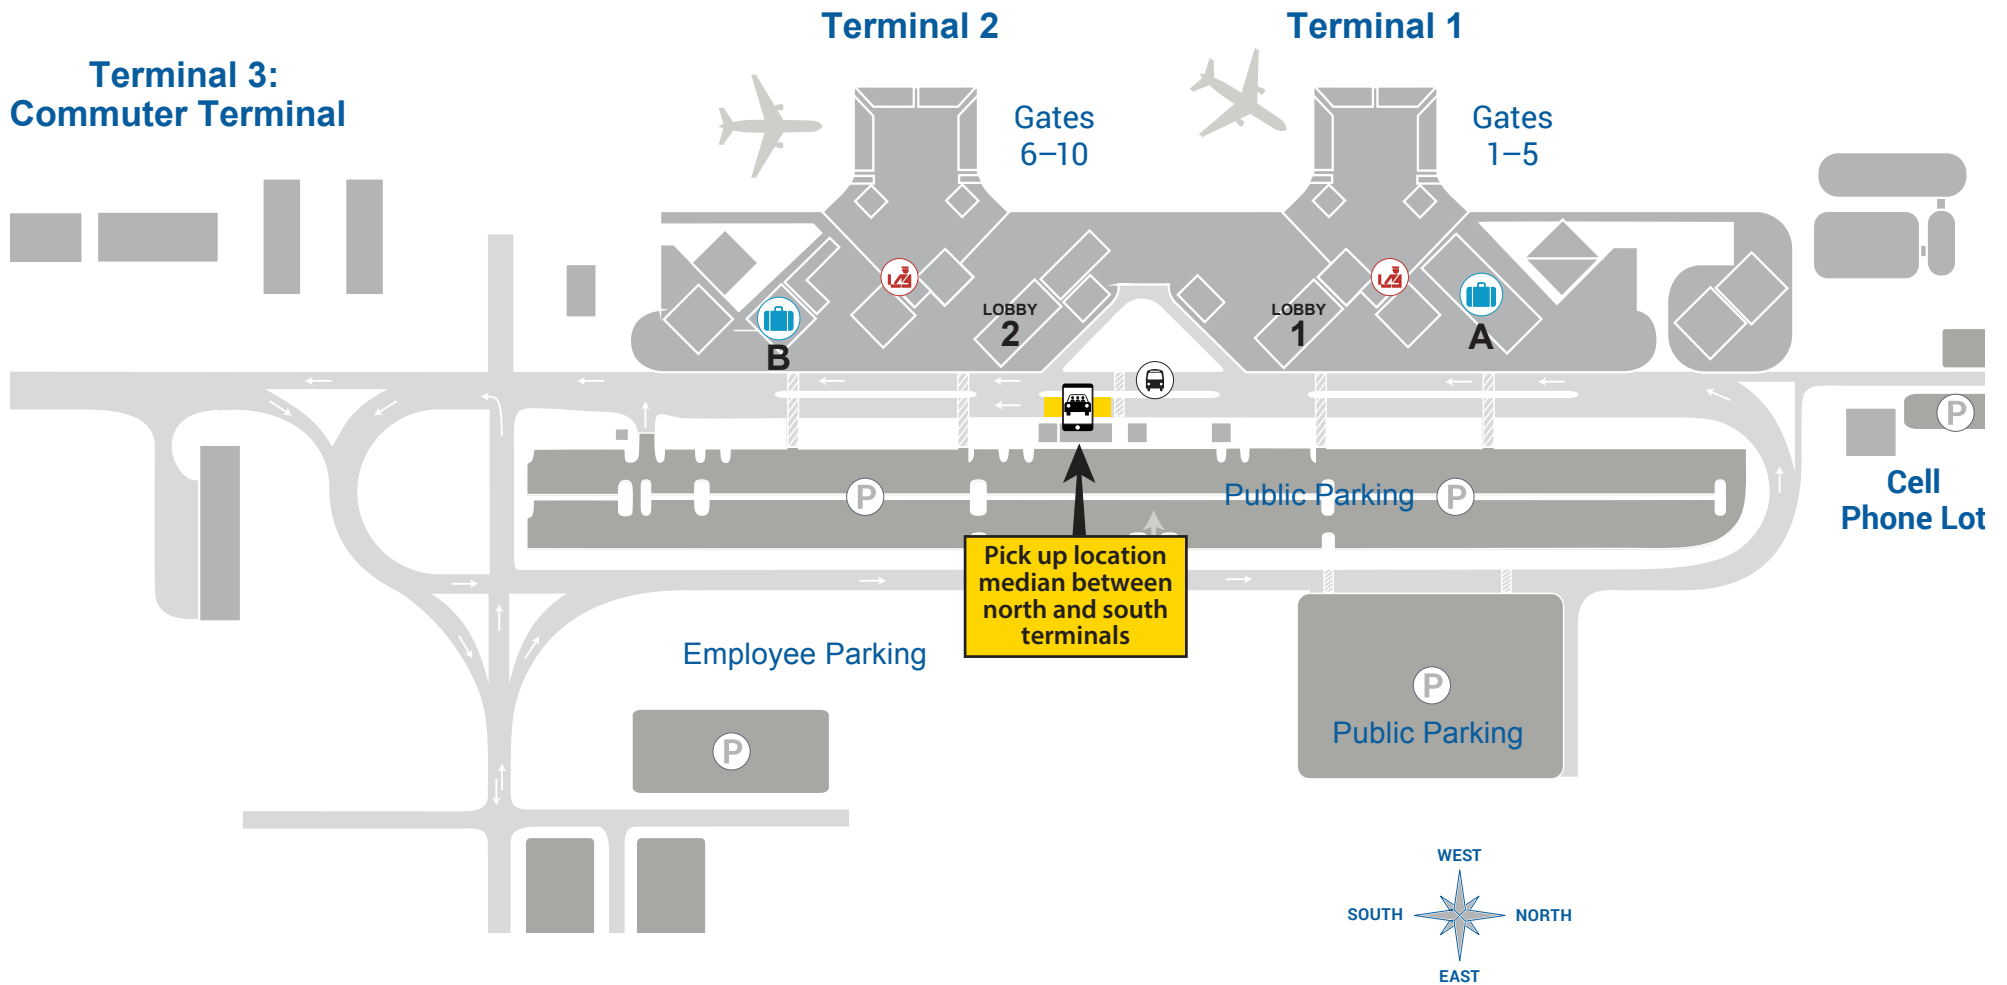 Terminal 2
Terminal 1
Terminal 3:
Commuter Terminal
Gates
6–10
Gates
1–5
LOBBY
2
LOBBY
1
B
A
P
P
Public Parking
P
Cell
Phone Lot
Pick up location
median between
north and south
terminals
Employee Parking
P
P
Public Parking
WEST
SOUTH
NORTH
EAST